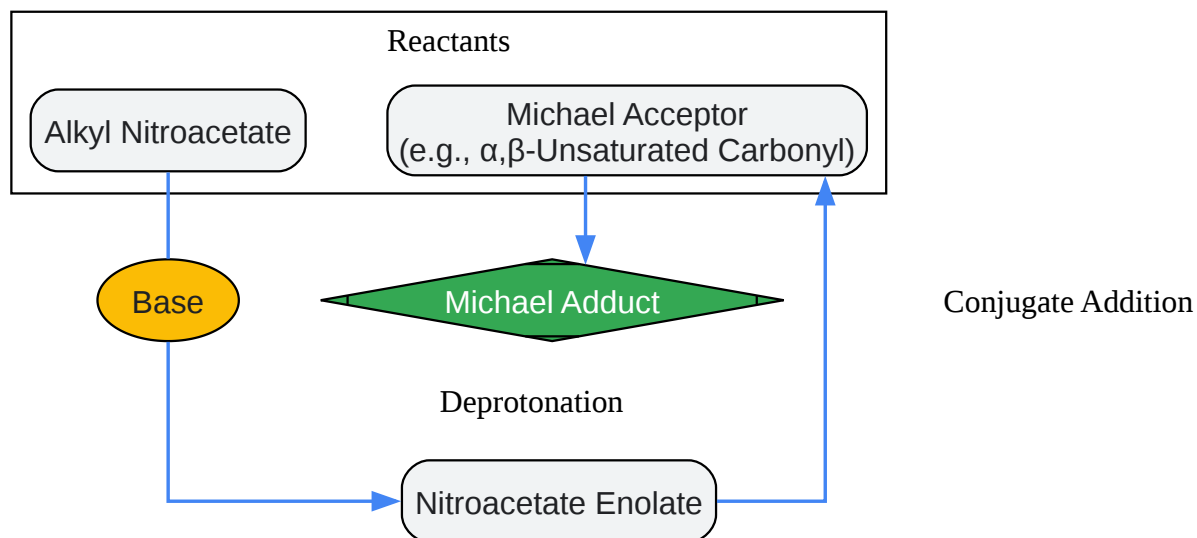 Reactants
Alkyl Nitroacetate
Michael Acceptor
(e.g., α,β-Unsaturated Carbonyl)
Base
Michael Adduct
Conjugate Addition
Deprotonation
Nitroacetate Enolate